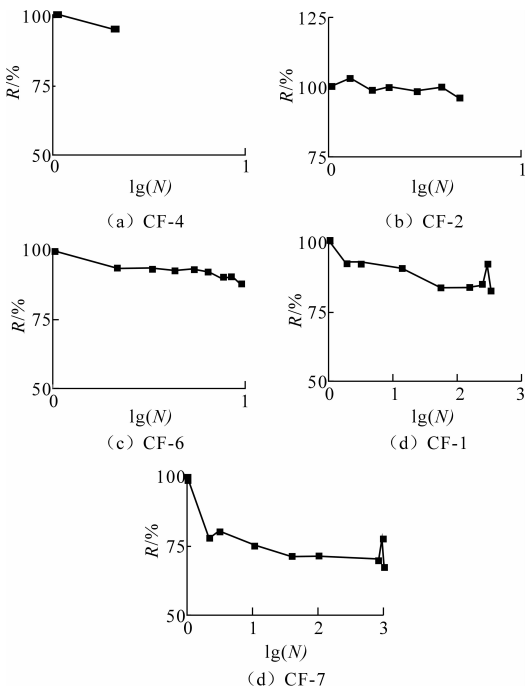 100
75
50
R/%
0
1
lg(N)
（a）CF-4
125
100
75
R/%
0
1
lg(N)
（b）CF-2
100
75
50
R/%
0
1
lg(N)
（c）CF-6
100
75
50
R/%
0 1 2 3
lg(N)
（d）CF-1
100
75
50
R/%
0 1 2 3
lg(N)
（d）CF-7